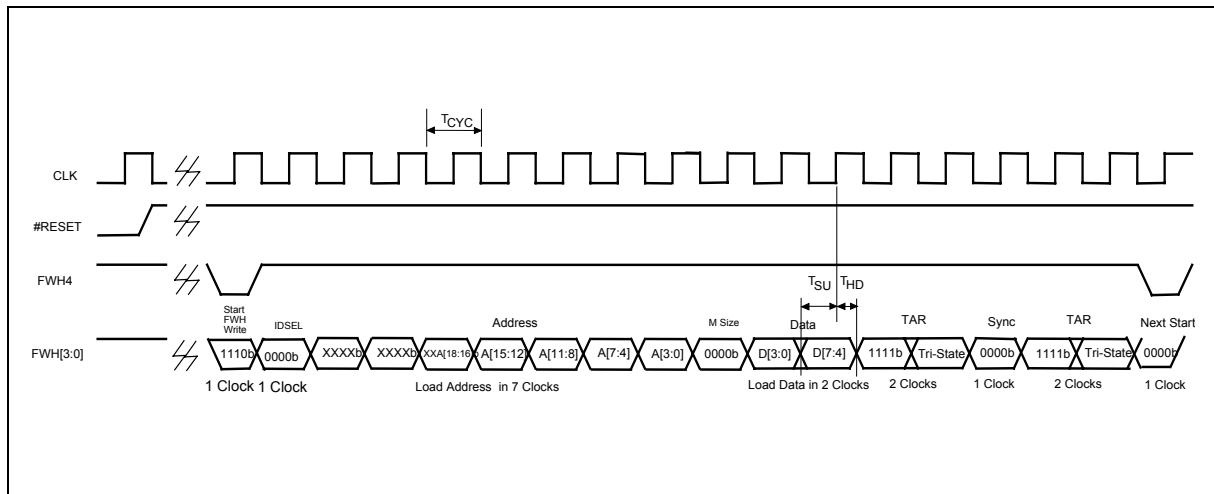 TCYC
CLK
#RESET
FWH4
TSU THD
Start
FWH
Write
IDSEL
Address
M Size
Data
TAR
Sync
TAR
Next Start
FWH[3:0]
1110b 0000b XXXXb XXXXb XXA[18:16]b A[15:12] A[11:8] A[7:4] A[3:0] 0000b D[3:0] D[7:4] 1111b Tri-State 0000b 1111b Tri-State 0000b
1 Clock 1 Clock Load Address in 7 Clocks Load Data in 2 Clocks 2 Clocks 1 Clock 2 Clocks 1 Clock